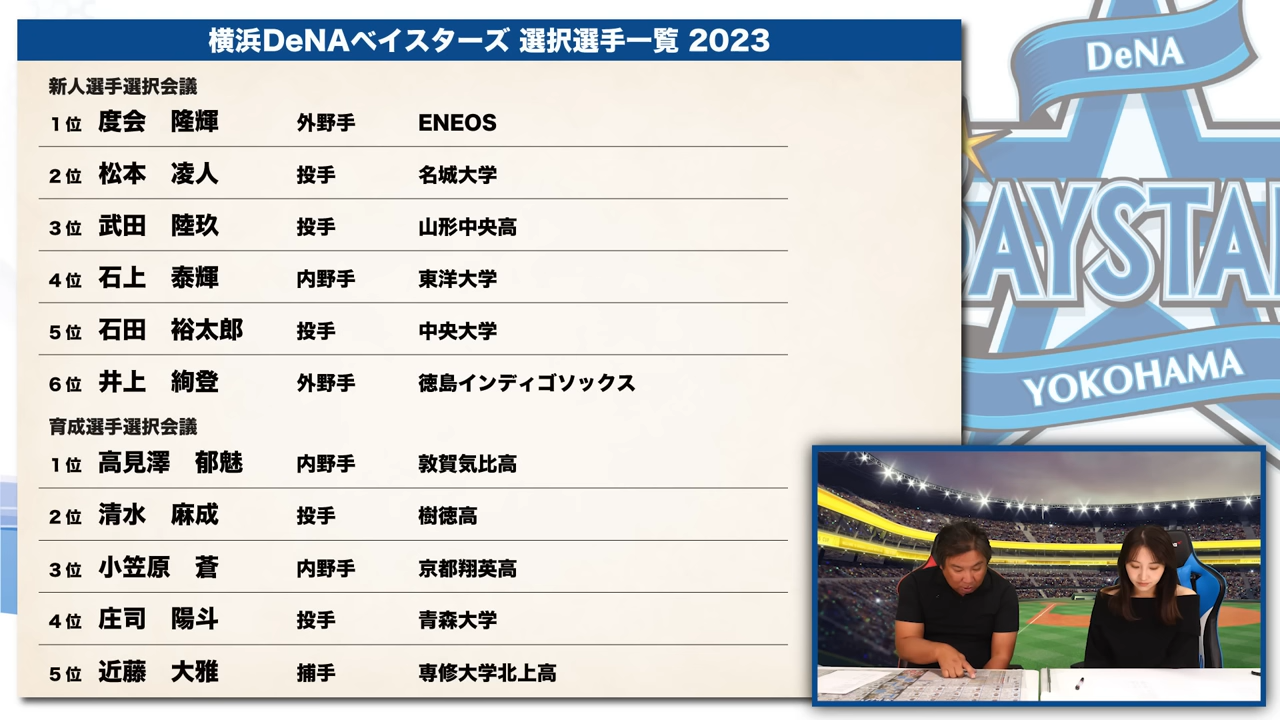 横浜DeNAベイスターズ 選択選手一覧 2023
新人選手選択会議
1位 度会 隆輝 外野手 ENEOS
2位 松本 凌人 投手 名城大学
3位 武田 陸玖 投手 山形中央高
4位 石上 泰輝 内野手 東洋大学
5位 石田 裕太郎 投手 中央大学
6位 井上 絢登 外野手 徳島インディゴソックス
育成選手選択会議
1位 高見澤 郁魅 内野手 敦賀気比高
2位 清水 麻成 投手 樹徳高
3位 小笠原 蒼 内野手 京都翔英高
4位 庄司 陽斗 投手 青森大学
5位 近藤 大雅 捕手 専修大学北上高
DeNA
AYSTA
YOKOHAMA